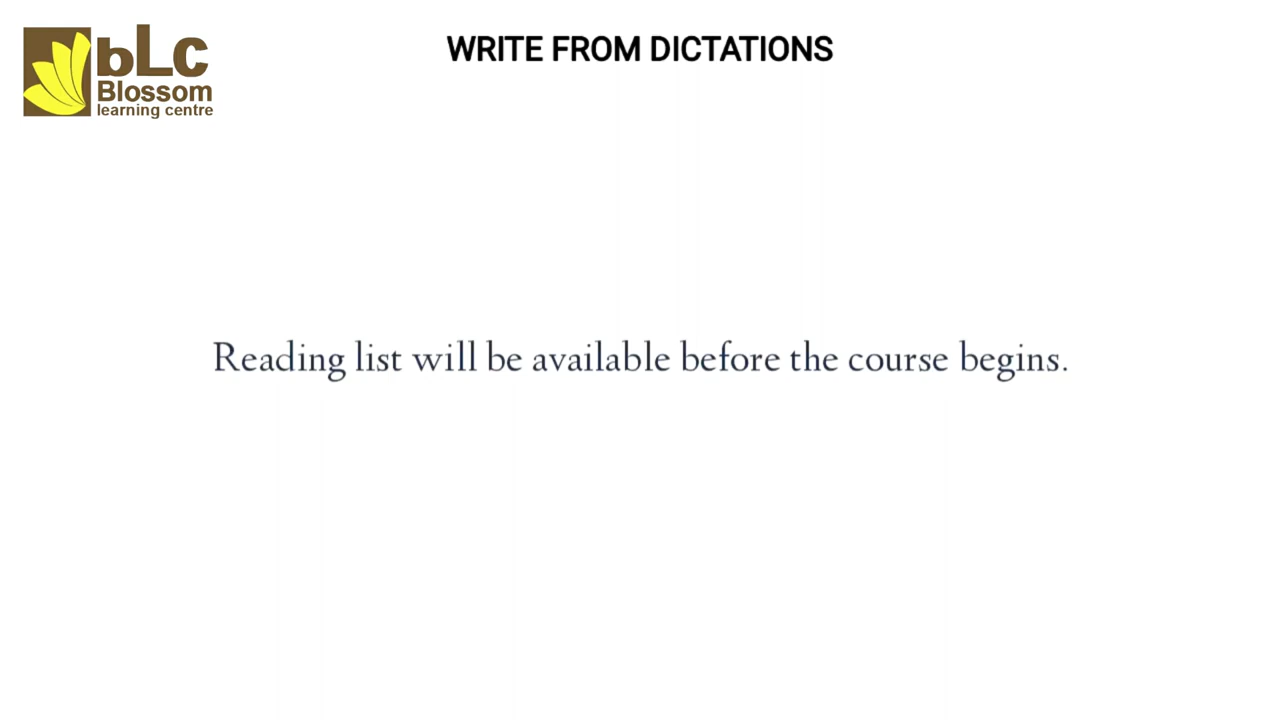 bLc
Blossom
learning centre
WRITE FROM DICTATIONS
Reading list will be available before the course begins.